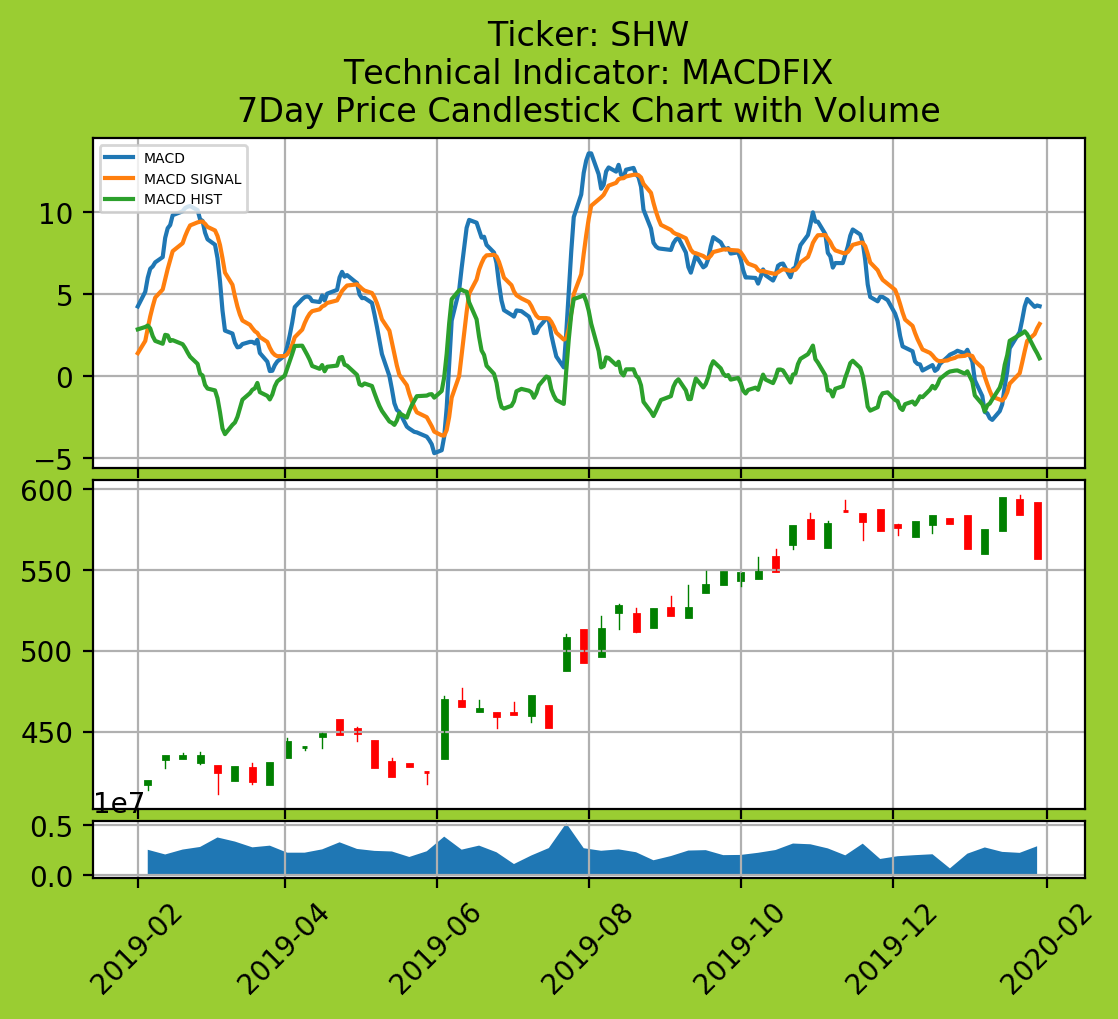 Ticker: SHW
Technical Indicator: MACDFIX
7Day Price Candlestick Chart with Volume
MACD
MACD SIGNAL
MACD HIST
10
5
0
−5
600
550
500
450
1e7
0.5
0.0
2019-02
2019-04
2019-06
2019-08
2019-10
2019-12
2020-02